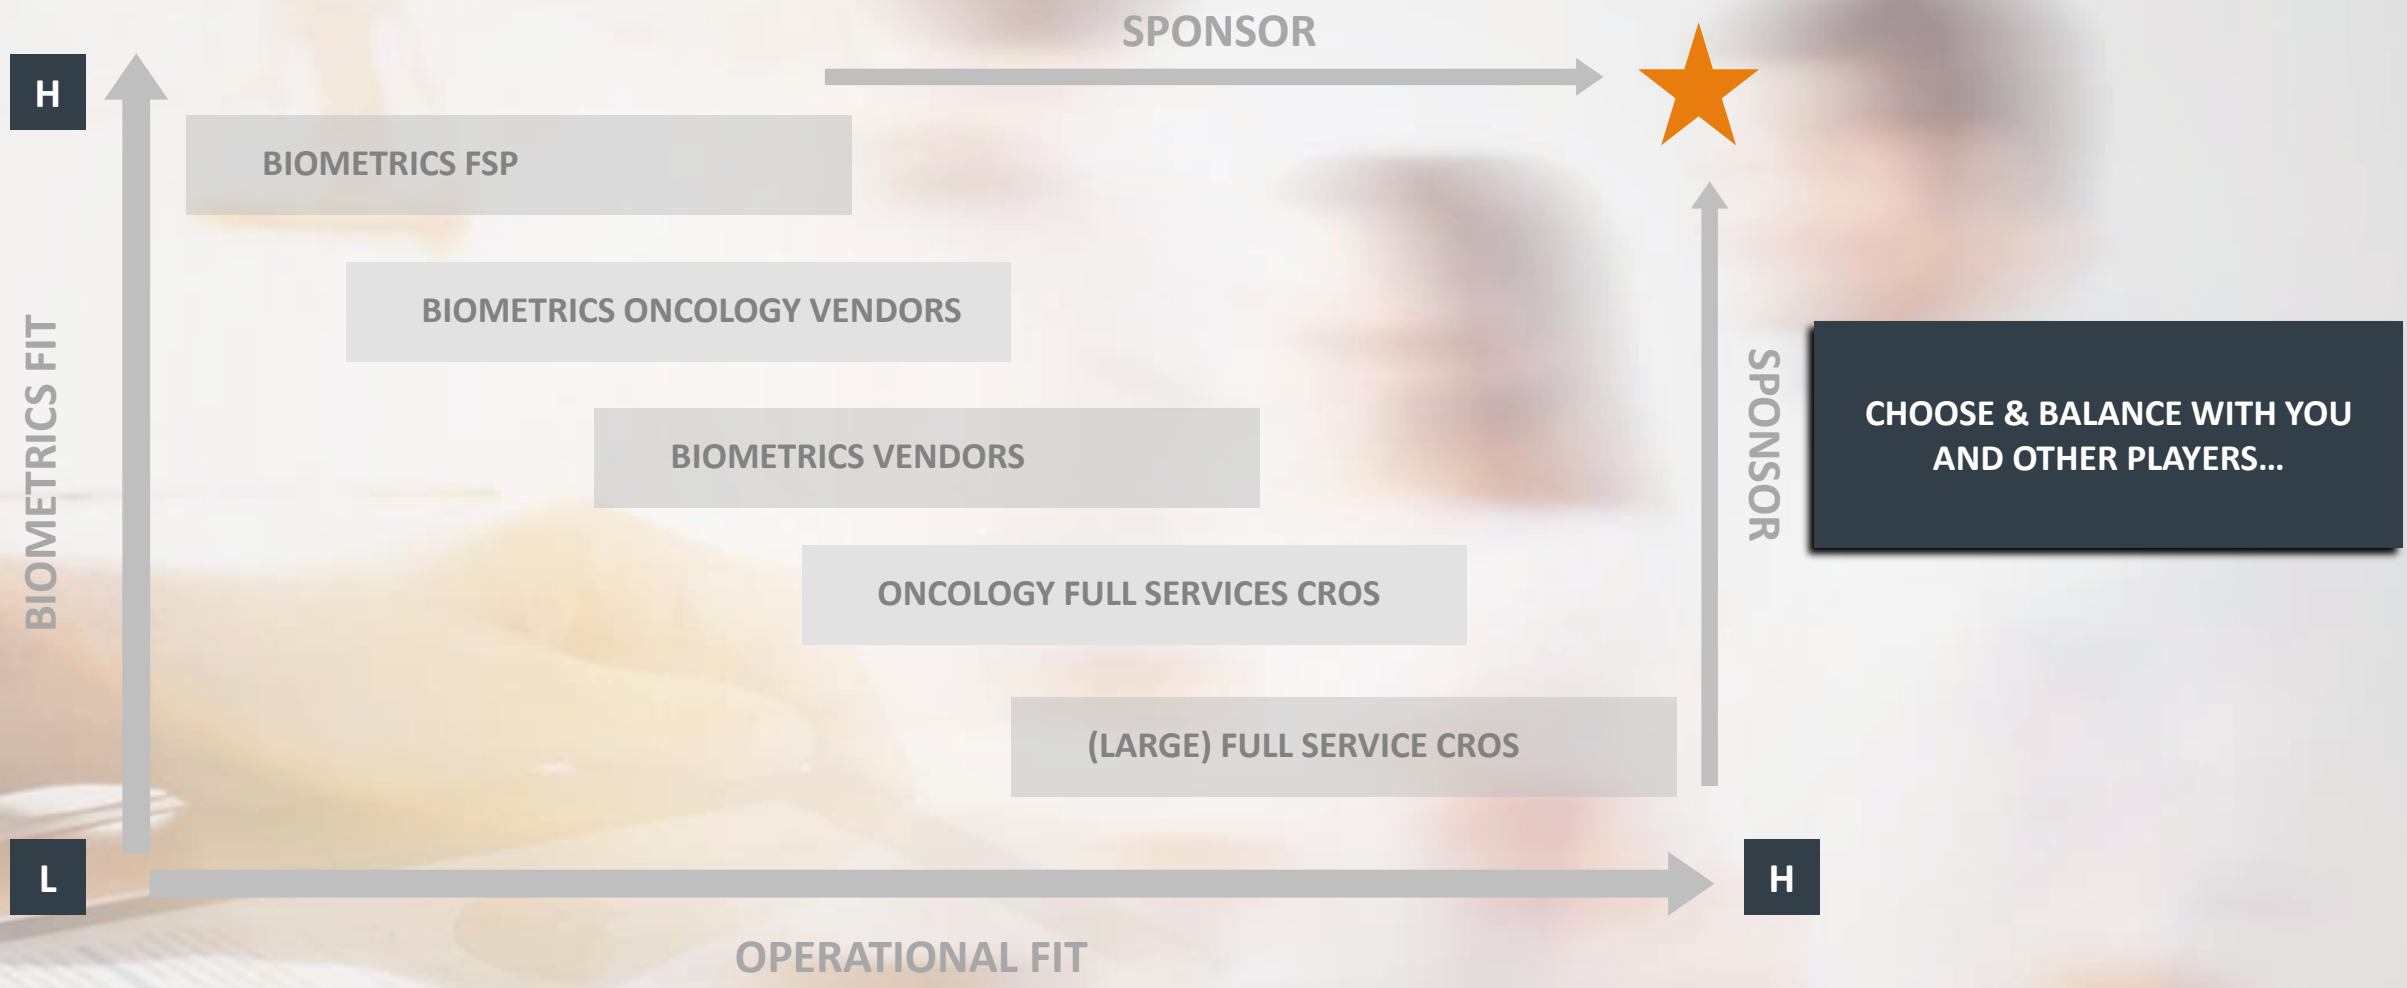 SPONSOR
H
BIOMETRICS FSP
BIOMETRICS ONCOLOGY VENDORS
BIOMETRICS FIT
SPONSOR
CHOOSE & BALANCE WITH YOU
AND OTHER PLAYERS...
BIOMETRICS VENDORS
ONCOLOGY FULL SERVICES CROS
(LARGE) FULL SERVICE CROS
L
H
OPERATIONAL FIT